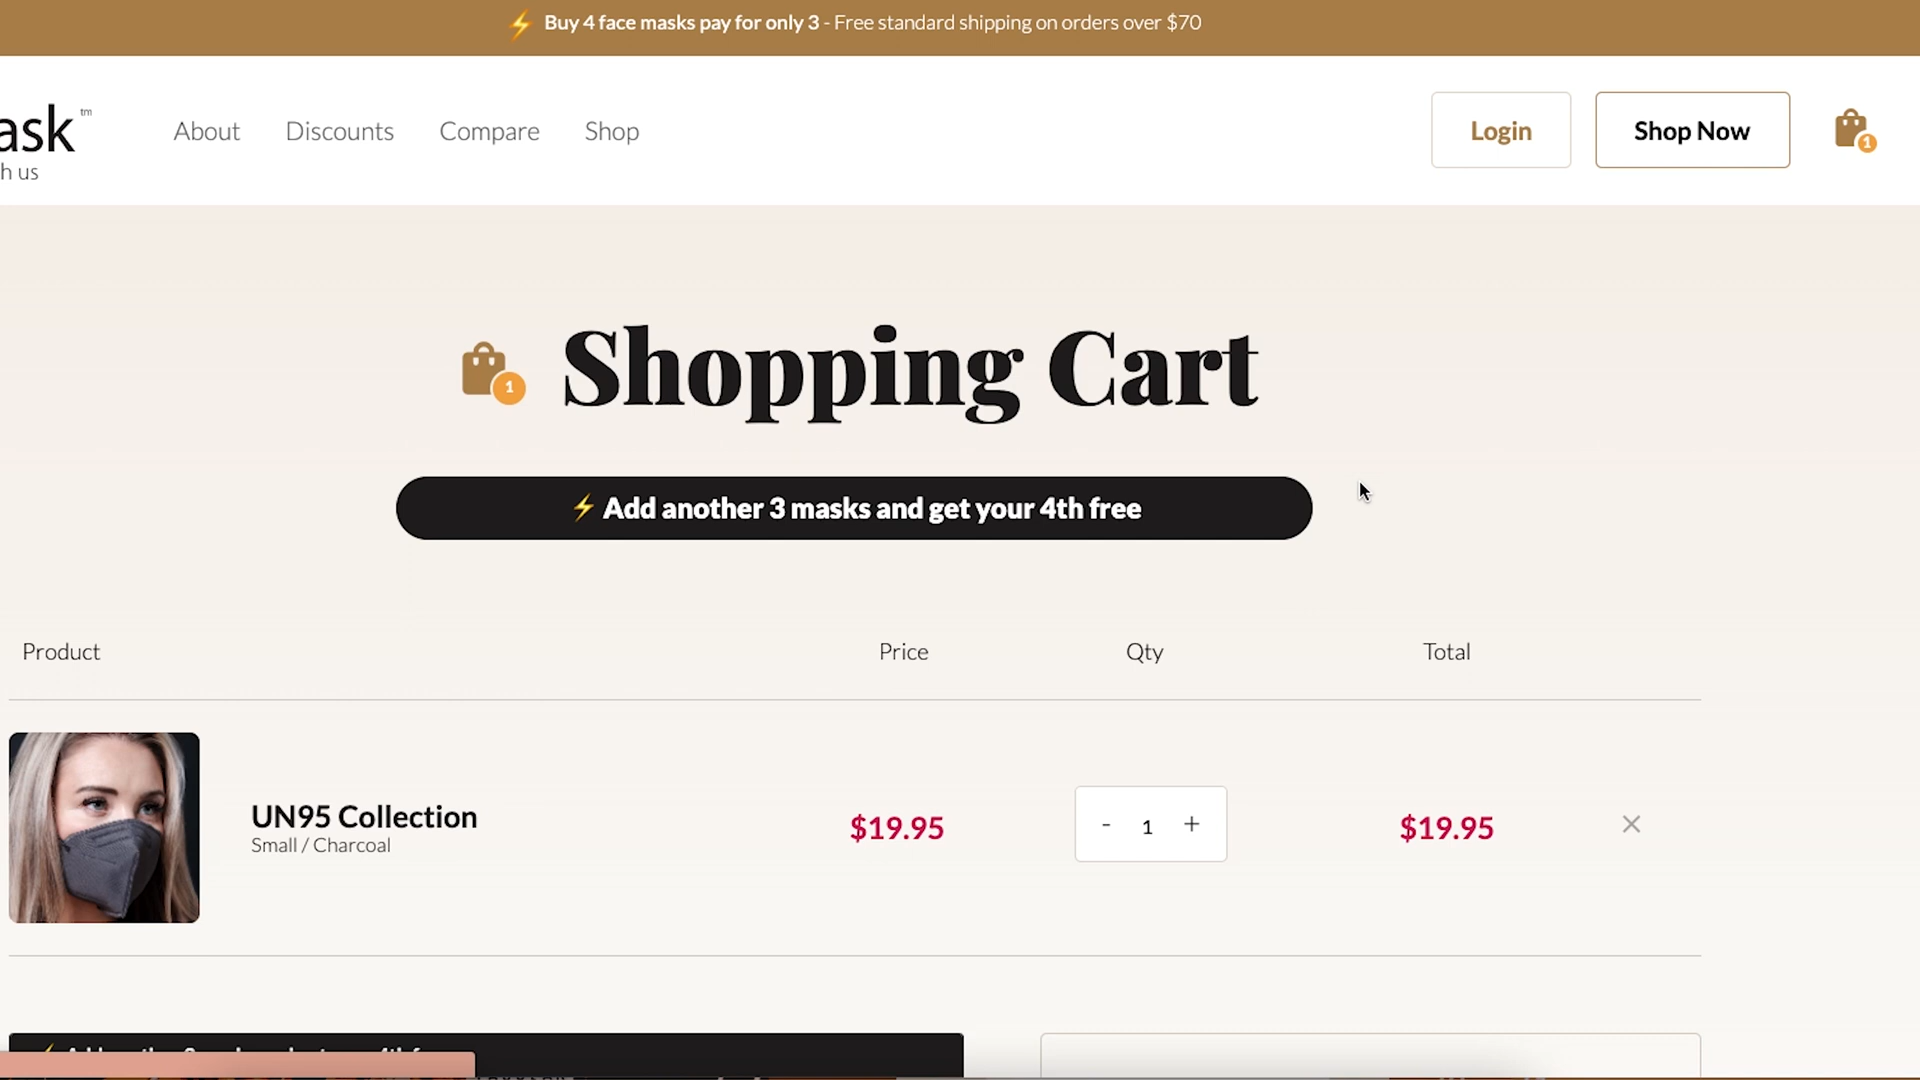 ⚡ Buy 4 face masks pay for only 3 - Free standard shipping on orders over $70
ask™
h us
About Discounts Compare Shop
Login Shop Now 1
1 Shopping Cart
⚡ Add another 3 masks and get your 4th free
Product Price Qty Total
UN95 Collection
Small / Charcoal
$19.95 - 1 + $19.95 ×